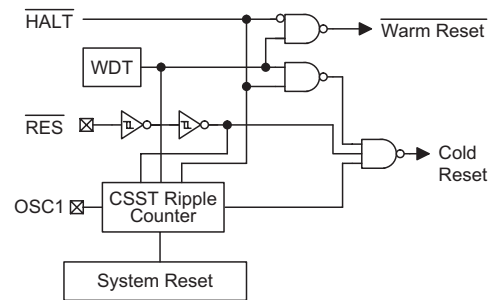 HALT
Warm Reset
WDT
RES
Cold
Reset
OSC1
CSST Ripple
Counter
System Reset